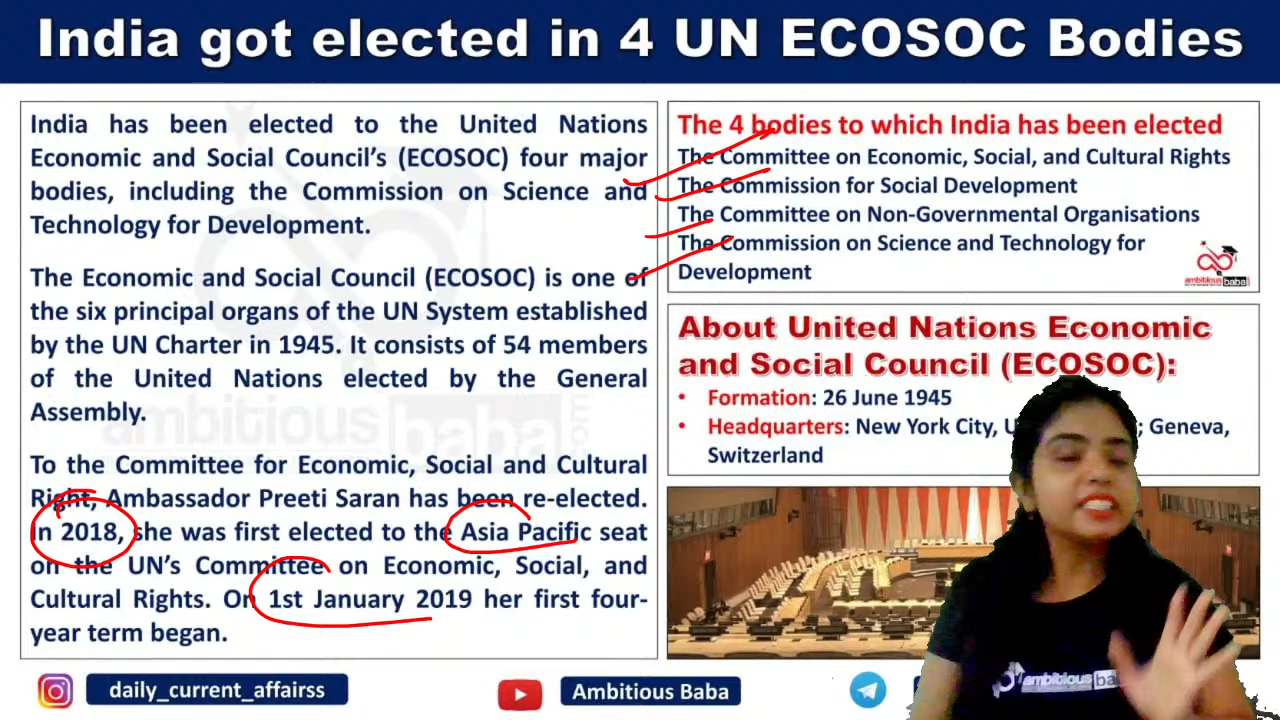 India got elected in 4 UN ECOSOC Bodies
India has been elected to the United Nations
Economic and Social Council's (ECOSOC) four major
bodies, including the Commission on Science and
Technology for Development.
The Economic and Social Council (ECOSOC) is one of
the six principal organs of the UN System established
by the UN Charter in 1945. It consists of 54 members
of the United Nations elected by the General
Assembly.
To the Committee for Economic, Social and Cultural
Right, Ambassador Preeti Saran has been re-elected.
In 2018, she was first elected to the Asia Pacific seat
on the UN's Committee on Economic, Social, and
Cultural Rights. On 1st January 2019 her first four-
year term began.
The 4 bodies to which India has been elected
The Committee on Economic, Social, and Cultural Rights
The Commission for Social Development
The Committee on Non-Governmental Organisations
The Commission on Science and Technology for
Development
ambitious baba
About United Nations Economic
and Social Council (ECOSOC):
• Formation: 26 June 1945
• Headquarters: New York City, ; Geneva,
Switzerland
ambitious baba.com
ambitious ba
daily_current_affairss
Ambitious Baba